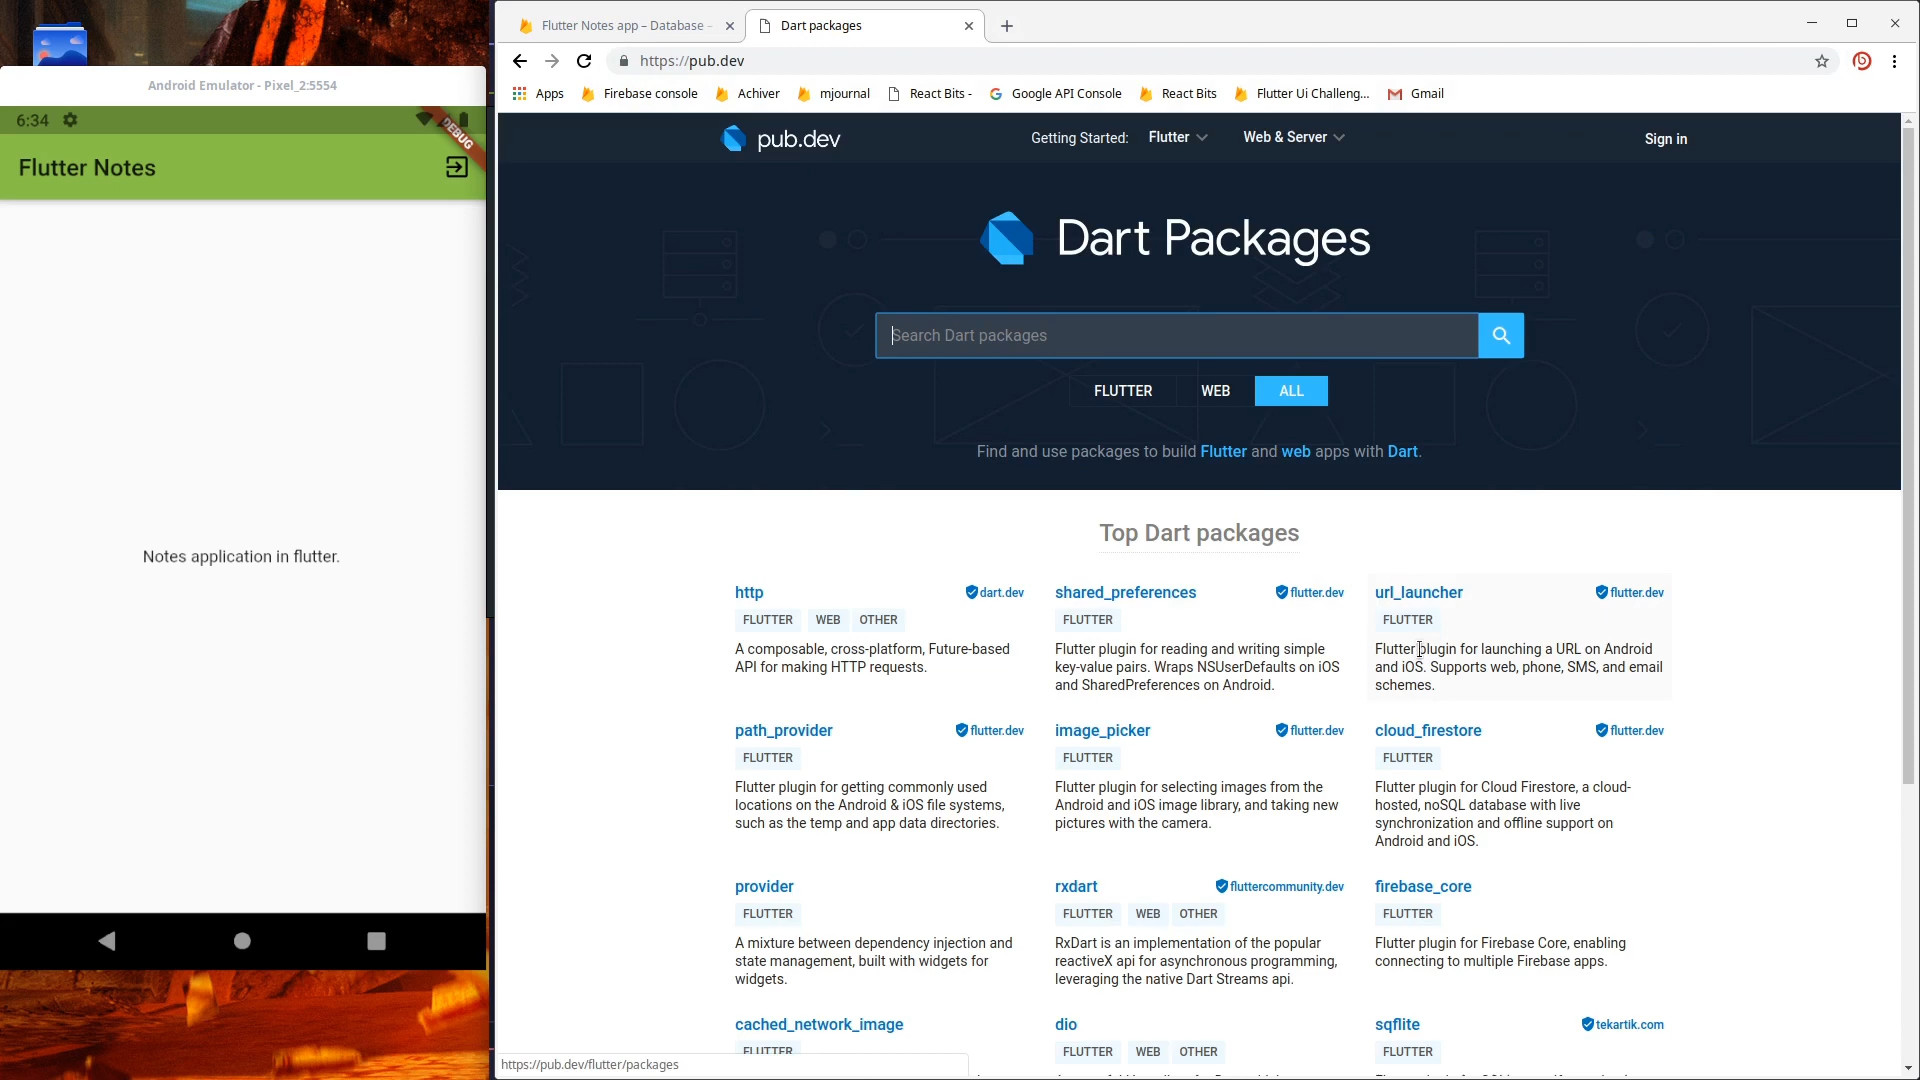 Android Emulator - Pixel_2:5554
6:34
DEBUG
Flutter Notes
Notes application in flutter.
Flutter Notes app – Database -
Dart packages
https://pub.dev
Apps
Firebase console
Achiver
mjournal
React Bits -
Google API Console
React Bits
Flutter Ui Challeng...
Gmail
pub.dev
Getting Started:
Flutter
Web & Server
Sign in
Dart Packages
Search Dart packages
FLUTTER
WEB
ALL
Find and use packages to build Flutter and web apps with Dart.
Top Dart packages
http
dart.dev
FLUTTER WEB OTHER
A composable, cross-platform, Future-based
API for making HTTP requests.
shared_preferences
flutter.dev
FLUTTER
Flutter plugin for reading and writing simple
key-value pairs. Wraps NSUserDefaults on iOS
and SharedPreferences on Android.
url_launcher
flutter.dev
FLUTTER
Flutter plugin for launching a URL on Android
and iOS. Supports web, phone, SMS, and email
schemes.
path_provider
flutter.dev
FLUTTER
Flutter plugin for getting commonly used
locations on the Android & iOS file systems,
such as the temp and app data directories.
image_picker
flutter.dev
FLUTTER
Flutter plugin for selecting images from the
Android and iOS image library, and taking new
pictures with the camera.
cloud_firestore
flutter.dev
FLUTTER
Flutter plugin for Cloud Firestore, a cloud-
hosted, noSQL database with live
synchronization and offline support on
Android and iOS.
provider
FLUTTER
A mixture between dependency injection and
state management, built with widgets for
widgets.
rxdart
fluttercommunity.dev
FLUTTER WEB OTHER
RxDart is an implementation of the popular
reactiveX api for asynchronous programming,
leveraging the native Dart Streams api.
firebase_core
FLUTTER
Flutter plugin for Firebase Core, enabling
connecting to multiple Firebase apps.
cached_network_image
FLUTTER
dio
FLUTTER WEB OTHER
sqflite
tekartik.com
FLUTTER
https://pub.dev/flutter/packages